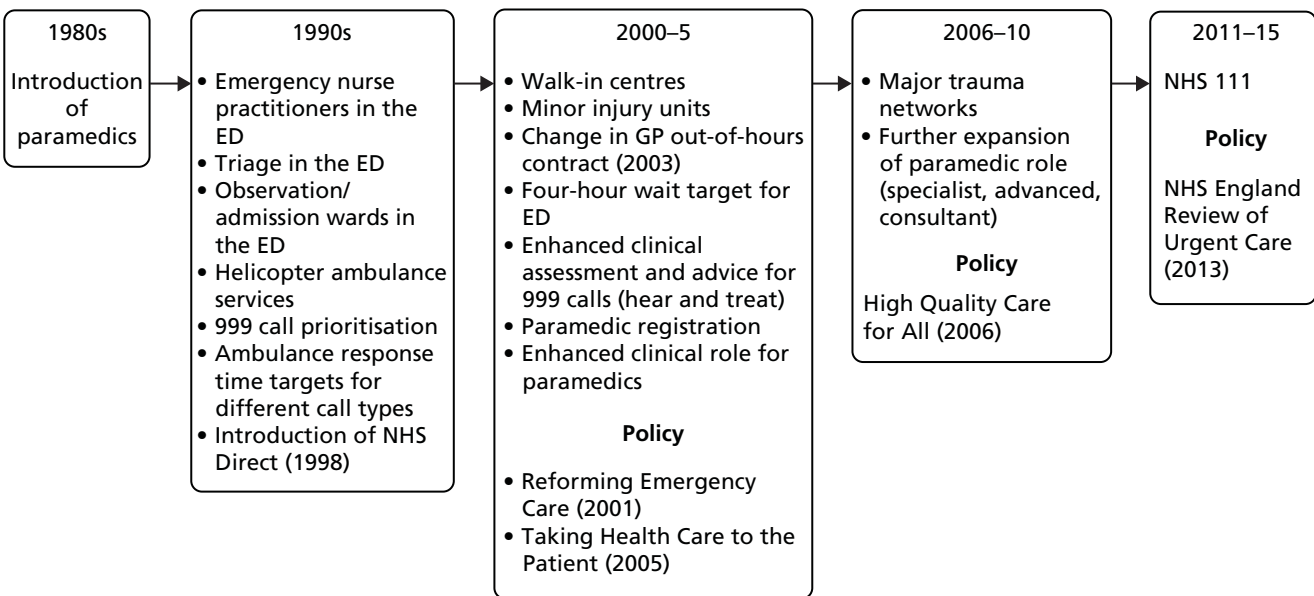 1980s
Introduction
of
paramedics
1990s
• Emergency nurse
practitioners in the
ED
• Triage in the ED
• Observation/
admission wards in
the ED
• Helicopter ambulance
services
• 999 call prioritisation
• Ambulance response
time targets for
different call types
• Introduction of NHS
Direct (1998)
2000–5
• Walk-in centres
• Minor injury units
• Change in GP out-of-hours
contract (2003)
• Four-hour wait target for
ED
• Enhanced clinical
assessment and advice for
999 calls (hear and treat)
• Paramedic registration
• Enhanced clinical role for
paramedics
Policy
• Reforming Emergency
Care (2001)
• Taking Health Care to the
Patient (2005)
2006–10
• Major trauma
networks
• Further expansion
of paramedic role
(specialist, advanced,
consultant)
Policy
High Quality Care
for All (2006)
2011–15
NHS 111
Policy
NHS England
Review of
Urgent Care
(2013)